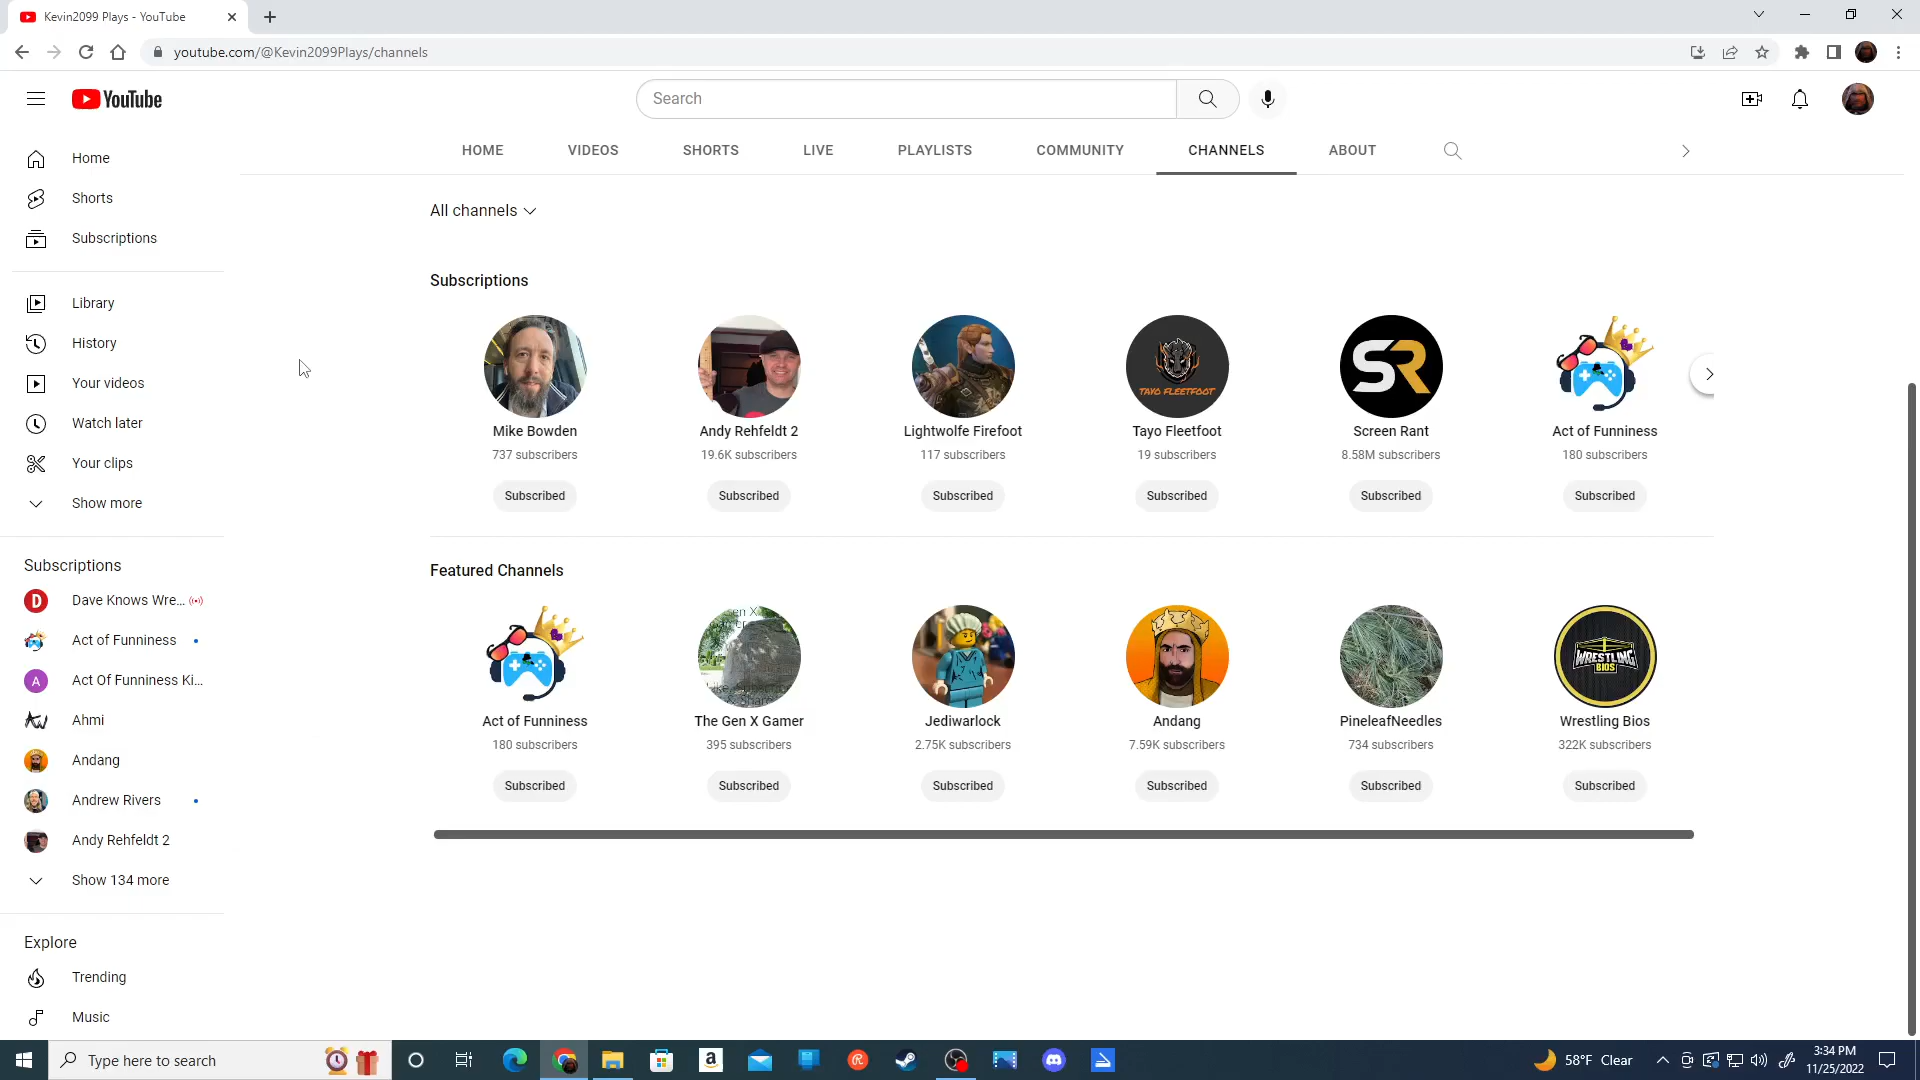 Kevin2099 Plays - YouTube
youtube.com/@Kevin2099Plays/channels
YouTube
Search
HOME VIDEOS SHORTS LIVE PLAYLISTS COMMUNITY CHANNELS ABOUT
Home
Shorts
Subscriptions
Library
History
Your videos
Watch later
Your clips
Show more
Subscriptions
Dave Knows Wre...
Act of Funniness
A Act Of Funniness Ki...
Ahmi
Andang
Andrew Rivers
Andy Rehfeldt 2
Show 134 more
Explore
Trending
Music
All channels
Subscriptions
TAYO FLEETFOOT
SR
Mike Bowden Andy Rehfeldt 2 Lightwolfe Firefoot Tayo Fleetfoot Screen Rant Act of Funniness
737 subscribers 19.6K subscribers 117 subscribers 19 subscribers 8.58M subscribers 180 subscribers
Subscribed Subscribed Subscribed Subscribed Subscribed Subscribed
Featured Channels
WRESTLING
BIOS
Act of Funniness The Gen X Gamer Jediwarlock Andang PineleafNeedles Wrestling Bios
180 subscribers 395 subscribers 2.75K subscribers 7.59K subscribers 734 subscribers 322K subscribers
Subscribed Subscribed Subscribed Subscribed Subscribed Subscribed
Type here to search
58°F Clear
3:34 PM
11/25/2022